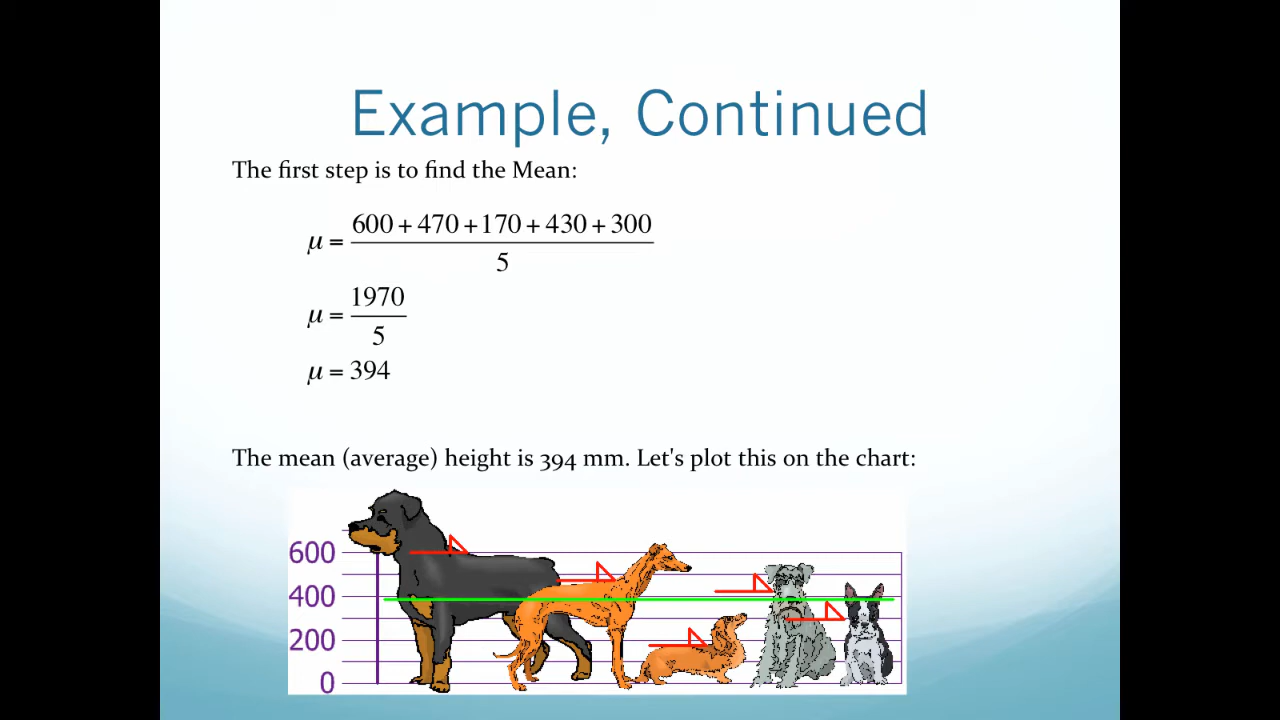 Example, Continued
The first step is to find the Mean:
μ = 600 + 470 + 170 + 430 + 300 / 5
μ = 1970 / 5
μ = 394
The mean (average) height is 394 mm. Let's plot this on the chart:
600
400
200
0